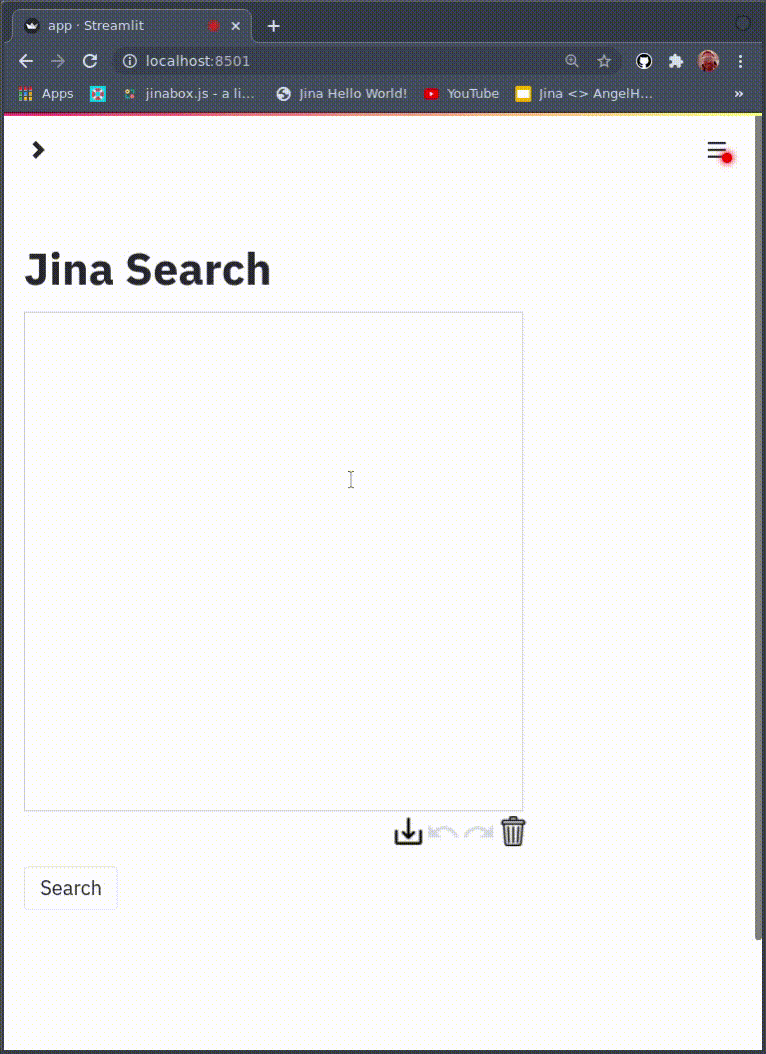 app · Streamlit
localhost:8501
Apps jinabox.js - a li... Jina Hello World! YouTube Jina <> AngelH... »
Jina Search
Search